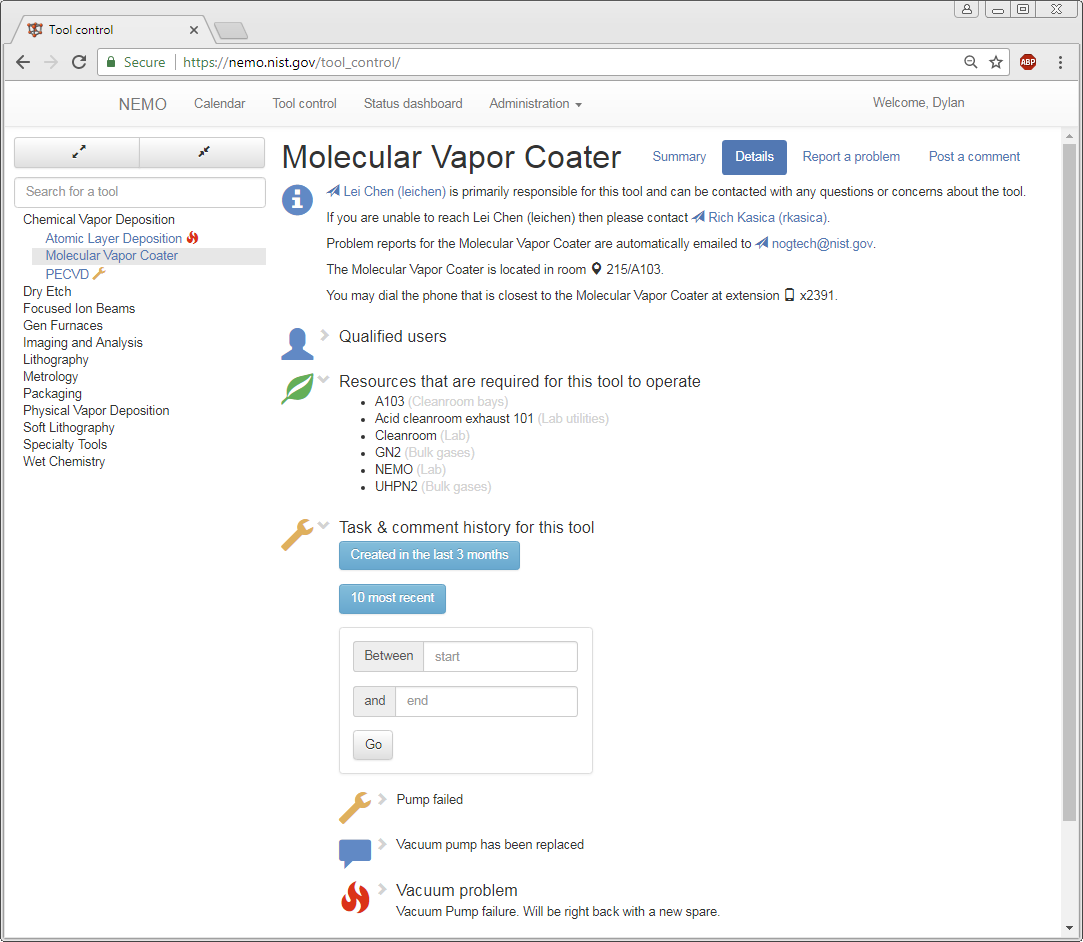 Tool control
Secure https://nemo.nist.gov/tool_control/
ABP
NEMO Calendar Tool control Status dashboard Administration Welcome, Dylan
Search for a tool
Chemical Vapor Deposition
Atomic Layer Deposition
Molecular Vapor Coater
PECVD
Dry Etch
Focused Ion Beams
Gen Furnaces
Imaging and Analysis
Lithography
Metrology
Packaging
Physical Vapor Deposition
Soft Lithography
Specialty Tools
Wet Chemistry
Molecular Vapor Coater Summary Details Report a problem Post a comment
Lei Chen (leichen) is primarily responsible for this tool and can be contacted with any questions or concerns about the tool.
If you are unable to reach Lei Chen (leichen) then please contact Rich Kasica (rkasica).
Problem reports for the Molecular Vapor Coater are automatically emailed to nogtech@nist.gov.
The Molecular Vapor Coater is located in room 215/A103.
You may dial the phone that is closest to the Molecular Vapor Coater at extension x2391.
Qualified users
Resources that are required for this tool to operate
• A103 (Cleanroom bays)
• Acid cleanroom exhaust 101 (Lab utilities)
• Cleanroom (Lab)
• GN2 (Bulk gases)
• NEMO (Lab)
• UHPN2 (Bulk gases)
Task & comment history for this tool
Created in the last 3 months
10 most recent
Between start
and end
Go
Pump failed
Vacuum pump has been replaced
Vacuum problem
Vacuum Pump failure. Will be right back with a new spare.